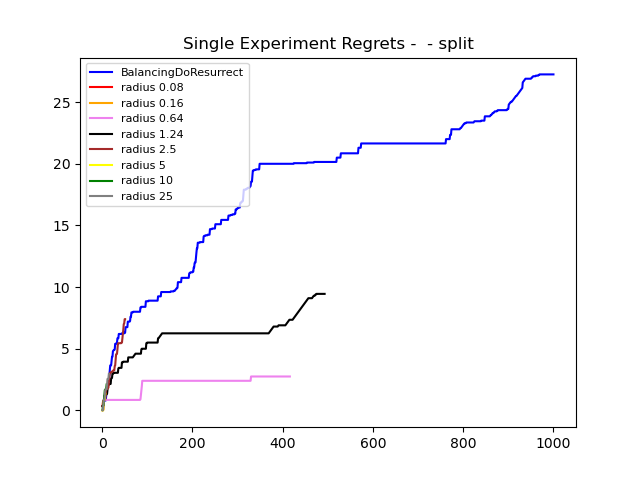 Single Experiment Regrets -  - split
BalancingDoResurrect
radius 0.08
radius 0.16
radius 0.64
radius 1.24
radius 2.5
radius 5
radius 10
radius 25
25
20
15
10
5
0
0 200 400 600 800 1000